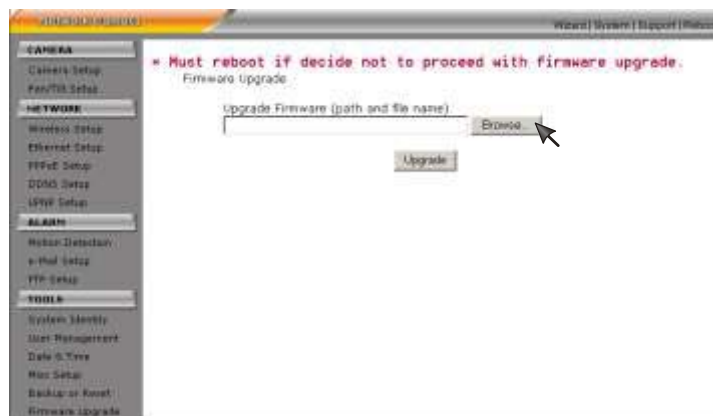 Wizard | System | Support |
CAMERA
Camera Setup
Pan/Tilt Setup
NETWORK
Wireless Setup
Ethernet Setup
PPPoE Setup
DDNS Setup
UPNP Setup
ALARM
Motion Detection
e-Mail Setup
FTP Setup
TOOLS
System Identity
User Management
Date & Time
Misc Setup
Backup or Reset
Firmware Upgrade
* Must reboot if decide not to proceed with firmware upgrade.
Firmware Upgrade
Upgrade Firmware (path and file name)
Browse...
Upgrade